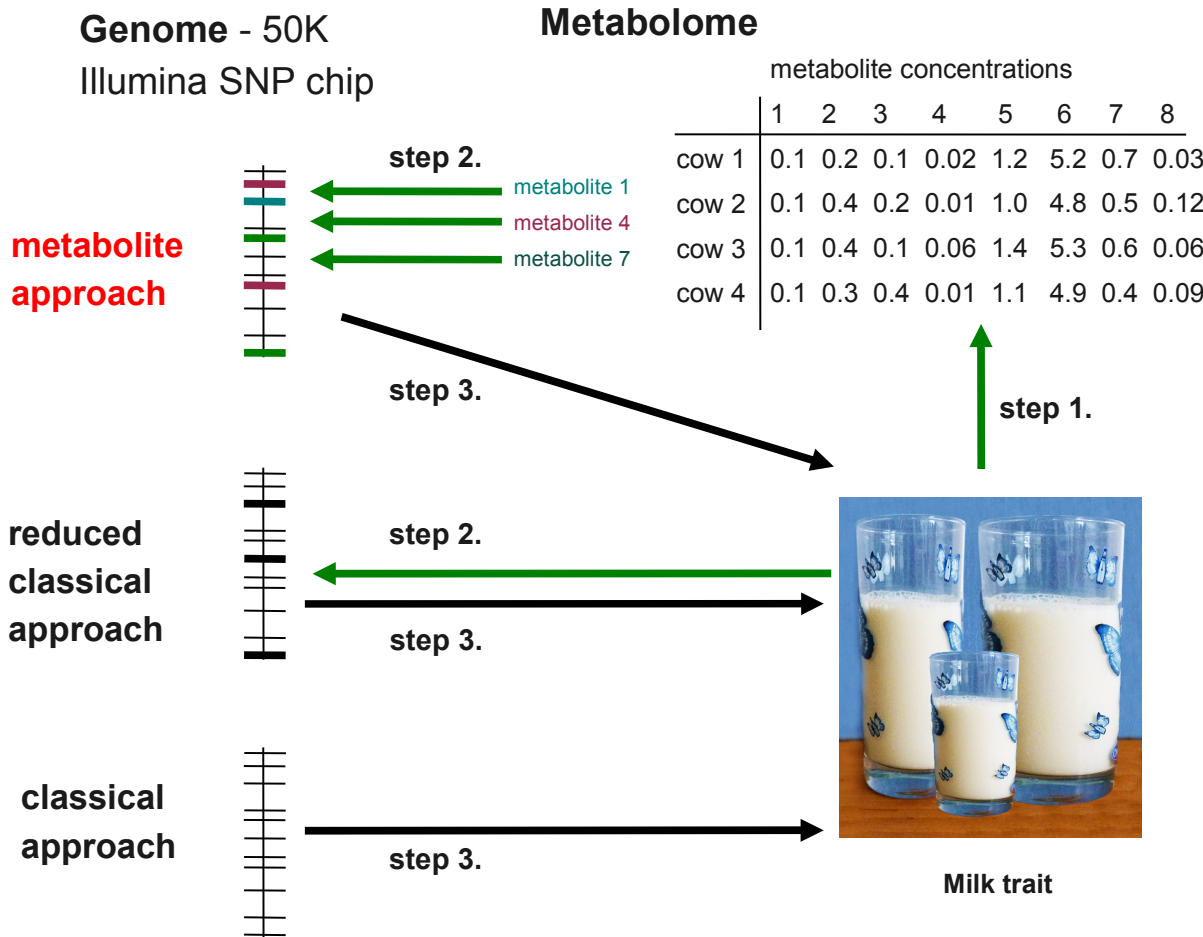 Genome - 50K
Illumina SNP chip
Metabolome
metabolite concentrations
1 2 3 4 5 6 7 8
cow 1 0.1 0.2 0.1 0.02 1.2 5.2 0.7 0.03
cow 2 0.1 0.4 0.2 0.01 1.0 4.8 0.5 0.12
cow 3 0.1 0.4 0.1 0.06 1.4 5.3 0.6 0.06
cow 4 0.1 0.3 0.4 0.01 1.1 4.9 0.4 0.09
step 2.
metabolite 1
metabolite 4
metabolite 7
metabolite
approach
step 3.
step 1.
reduced
classical
approach
step 2.
step 3.
classical
approach
step 3.
Milk trait